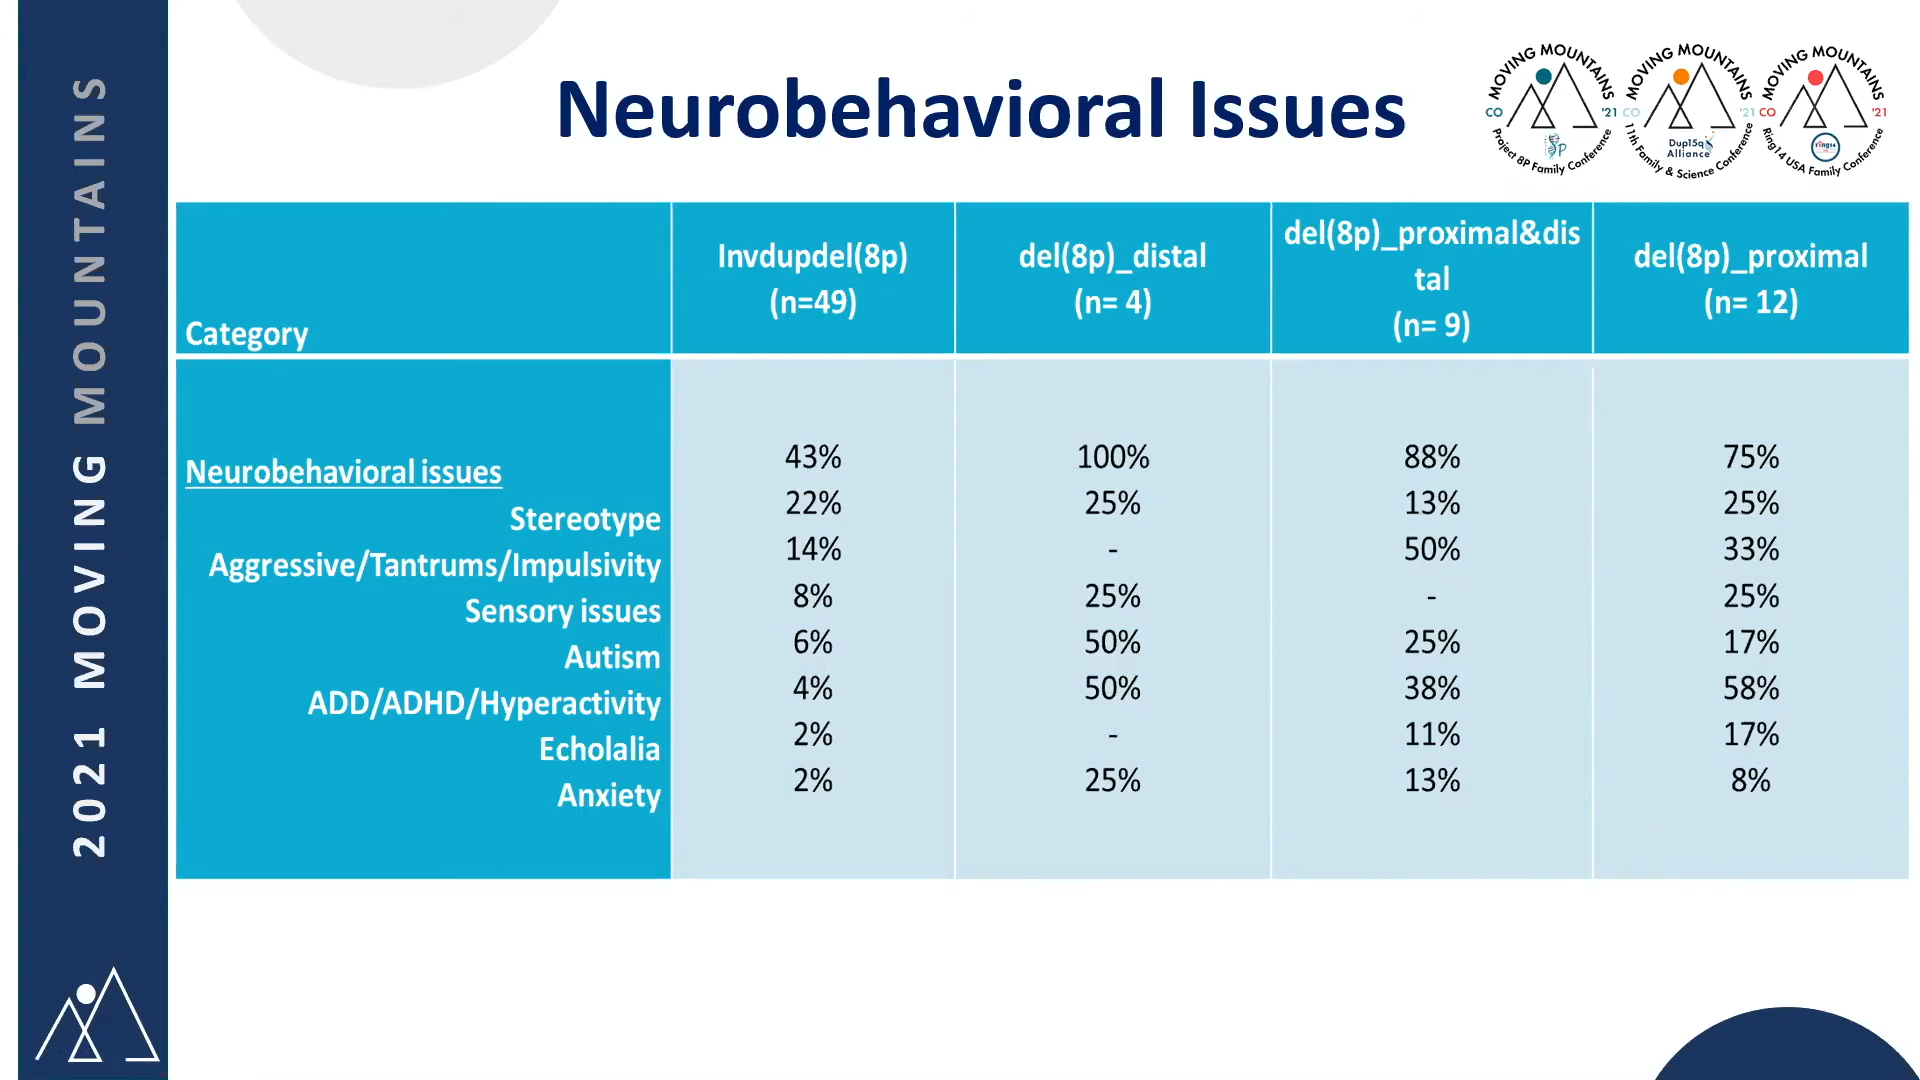 2021 MOVING MOUNTAINS
Neurobehavioral Issues
MOVING MOUNTAINS
CO '21
8P
Project 8P Family Conference
MOVING MOUNTAINS
CO '21
Dup15q
Alliance
11th Family & Science Conference
MOVING MOUNTAINS
CO '21
ring14
Ring14 USA Family Conference
Category
Invdupdel(8p)
(n=49)
del(8p)_distal
(n= 4)
del(8p)_proximal&dis
tal
(n= 9)
del(8p)_proximal
(n= 12)
Neurobehavioral issues 43% 100% 88% 75%
Stereotype 22% 25% 13% 25%
Aggressive/Tantrums/Impulsivity 14% - 50% 33%
Sensory issues 8% 25% - 25%
Autism 6% 50% 25% 17%
ADD/ADHD/Hyperactivity 4% 50% 38% 58%
Echolalia 2% - 11% 17%
Anxiety 2% 25% 13% 8%